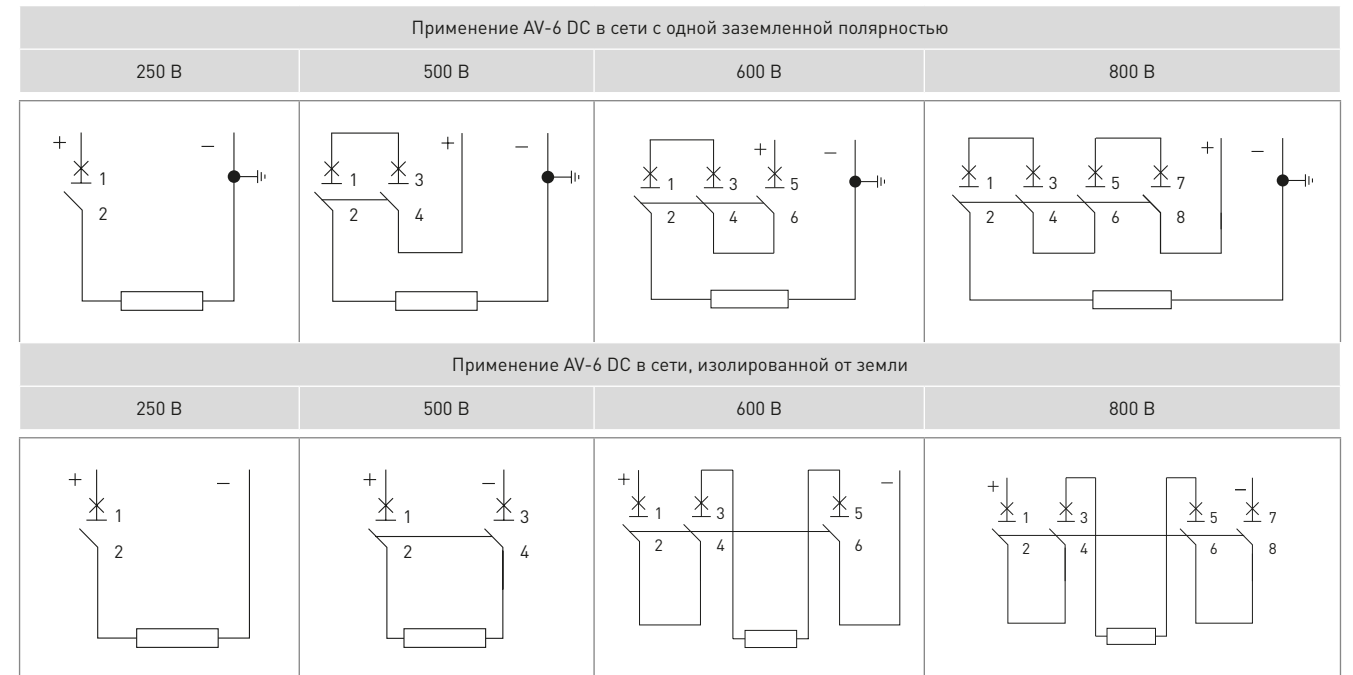 Применение AV-6 DC в сети с одной заземленной полярностью
250 В 500 В 600 В 800 В
+ − + − + − + −
1 1 3 1 3 5 1 3 5 7
2 2 4 2 4 6 2 4 6 8
Применение AV-6 DC в сети, изолированной от земли
250 В 500 В 600 В 800 В
+ − + − + − + −
1 1 3 1 3 5 1 3 5 7
2 2 4 2 4 6 2 4 6 8